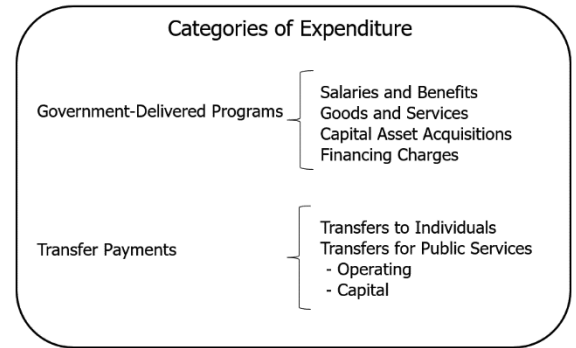 Categories of Expenditure
Government-Delivered Programs
Salaries and Benefits
Goods and Services
Capital Asset Acquisitions
Financing Charges
Transfer Payments
Transfers to Individuals
Transfers for Public Services
- Operating
- Capital